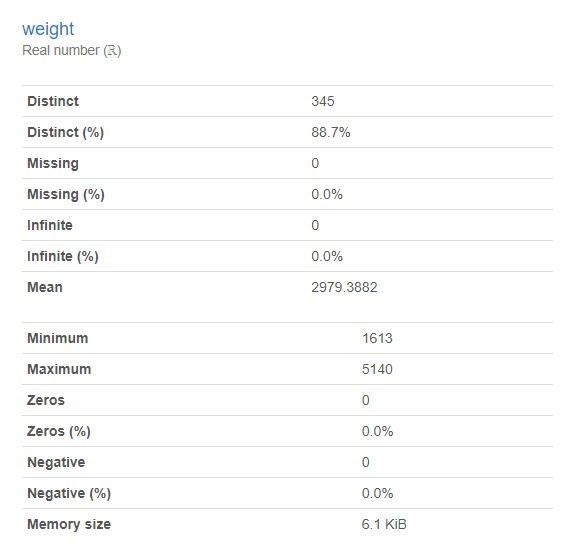 weight
Real number (ℝ)
Distinct 345
Distinct (%) 88.7%
Missing 0
Missing (%) 0.0%
Infinite 0
Infinite (%) 0.0%
Mean 2979.3882
Minimum 1613
Maximum 5140
Zeros 0
Zeros (%) 0.0%
Negative 0
Negative (%) 0.0%
Memory size 6.1 KiB